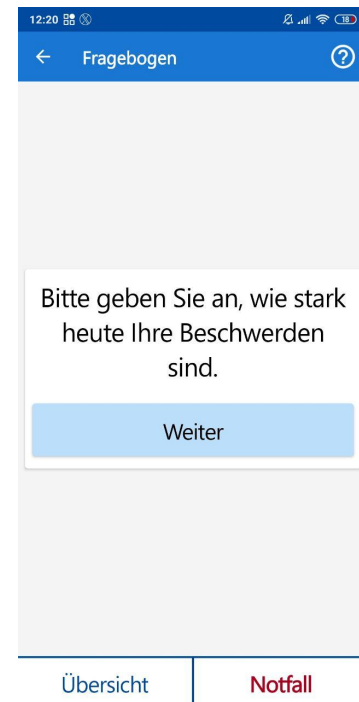 12:20 18
Fragebogen ?
Bitte geben Sie an, wie stark
heute Ihre Beschwerden
sind.
Weiter
Übersicht Notfall